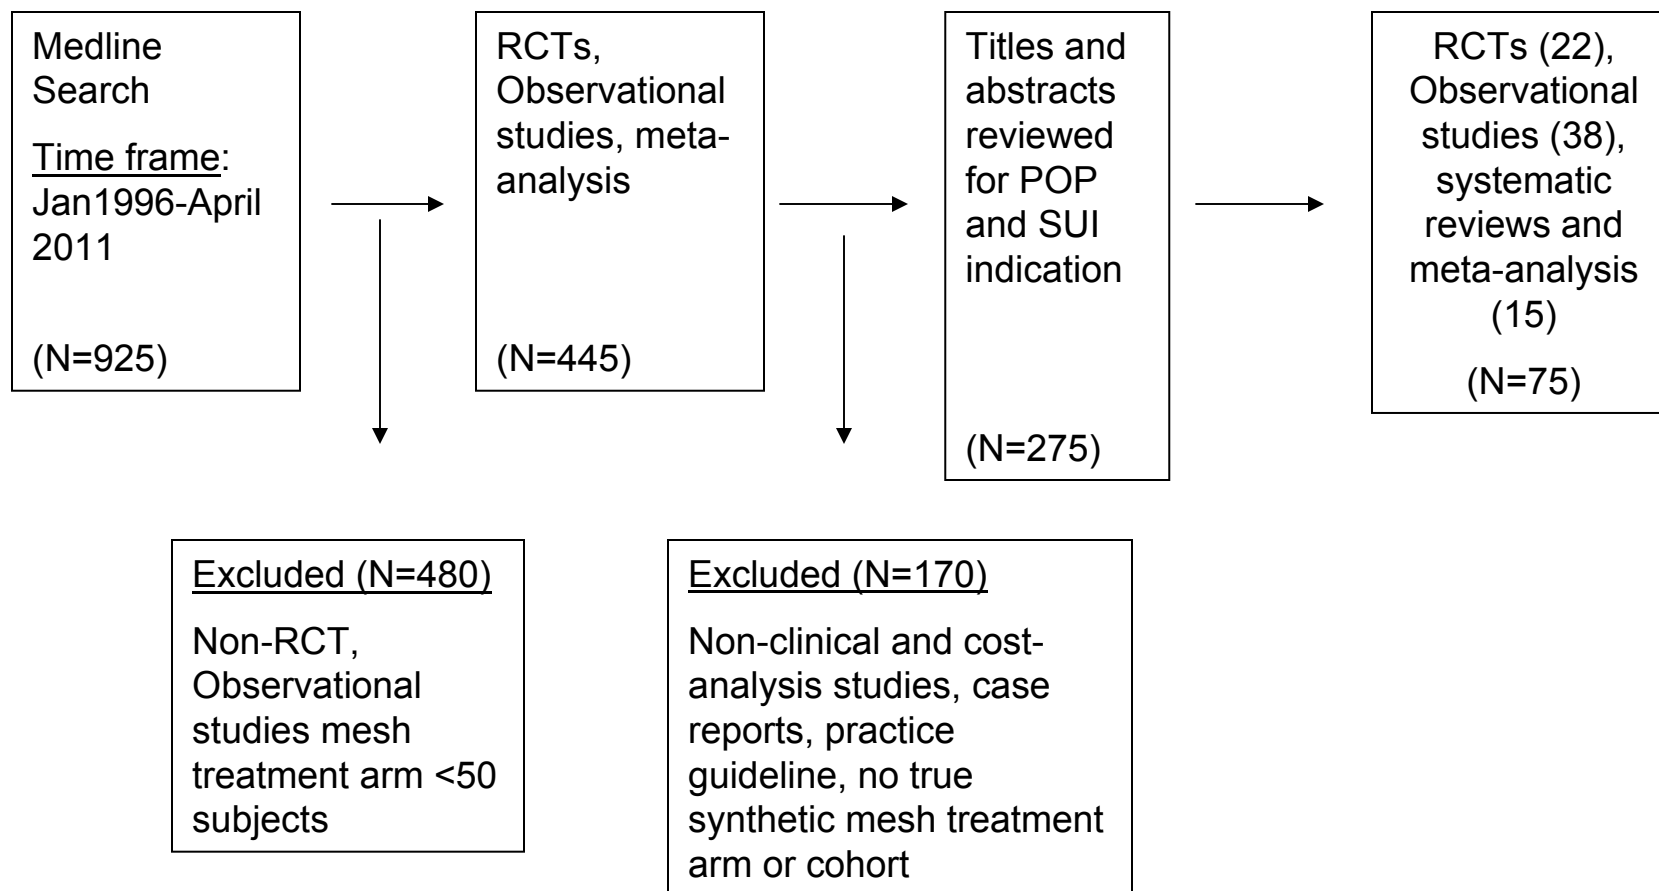 Medline
Search
Time frame:
Jan1996-April
2011
(N=925)
RCTs,
Observational
studies, meta-
analysis
(N=445)
Titles and
abstracts
reviewed
for POP
and SUI
indication
(N=275)
RCTs (22),
Observational
studies (38),
systematic
reviews and
meta-analysis
(15)
(N=75)
Excluded (N=480)
Non-RCT,
Observational
studies mesh
treatment arm <50
subjects
Excluded (N=170)
Non-clinical and cost-
analysis studies, case
reports, practice
guideline, no true
synthetic mesh treatment
arm or cohort